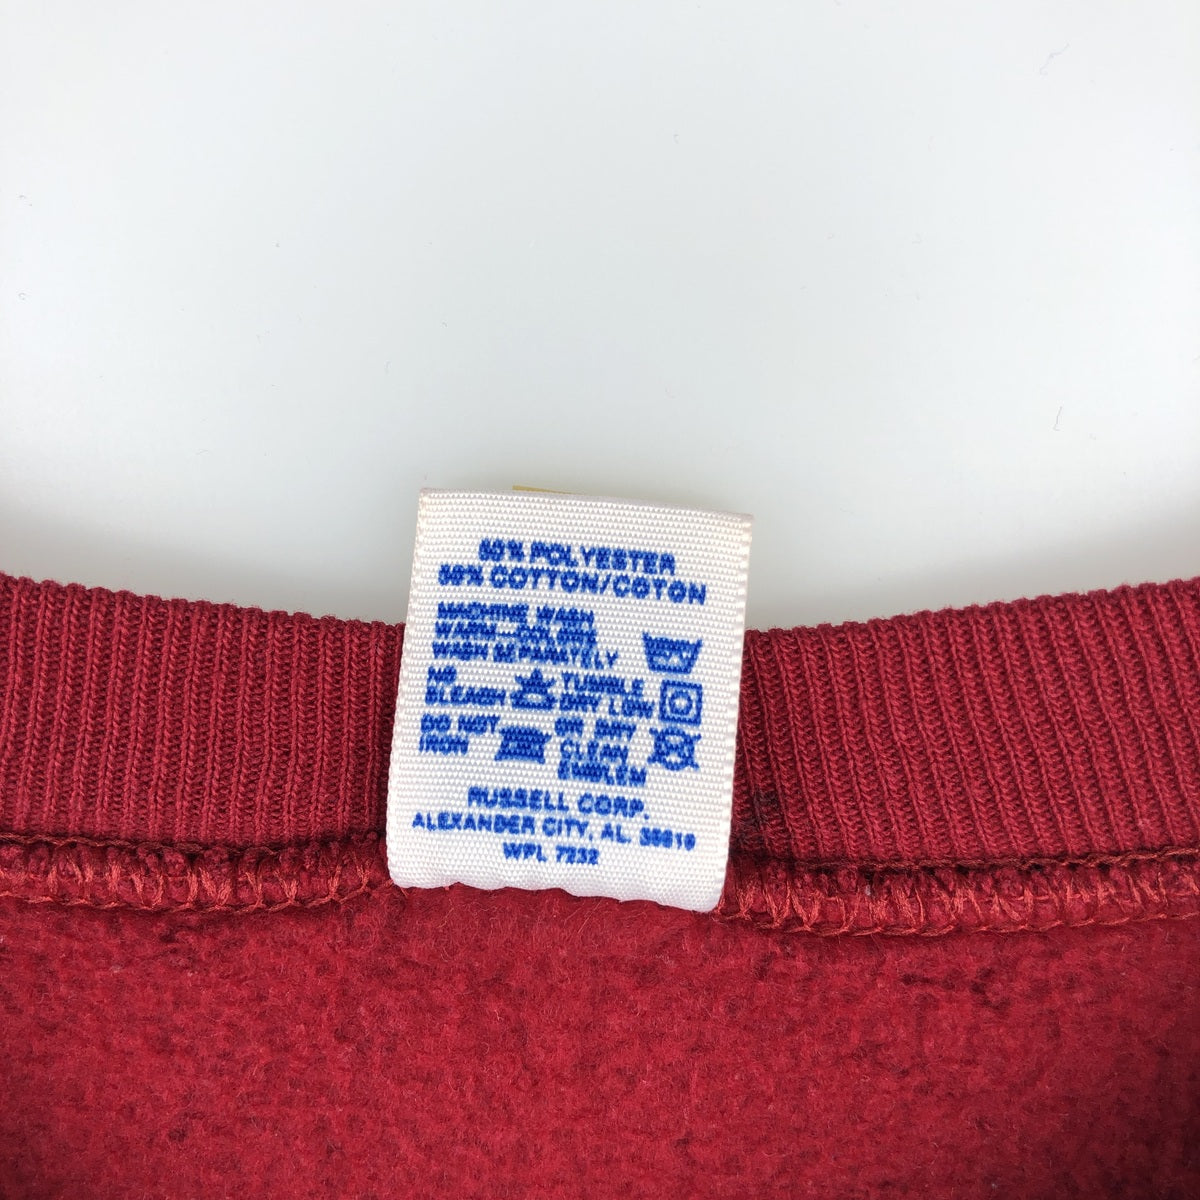 50% POLYESTER
50% COTTON/COTON
MACHINE WASH
WARM - COLORS
WASH SEPARATELY
NO BLEACH
TUMBLE DRY LOW
DO NOT IRON
OR DRY CLEAN EMBLEM
RUSSELL CORP.
ALEXANDER CITY, AL
WPL 7232